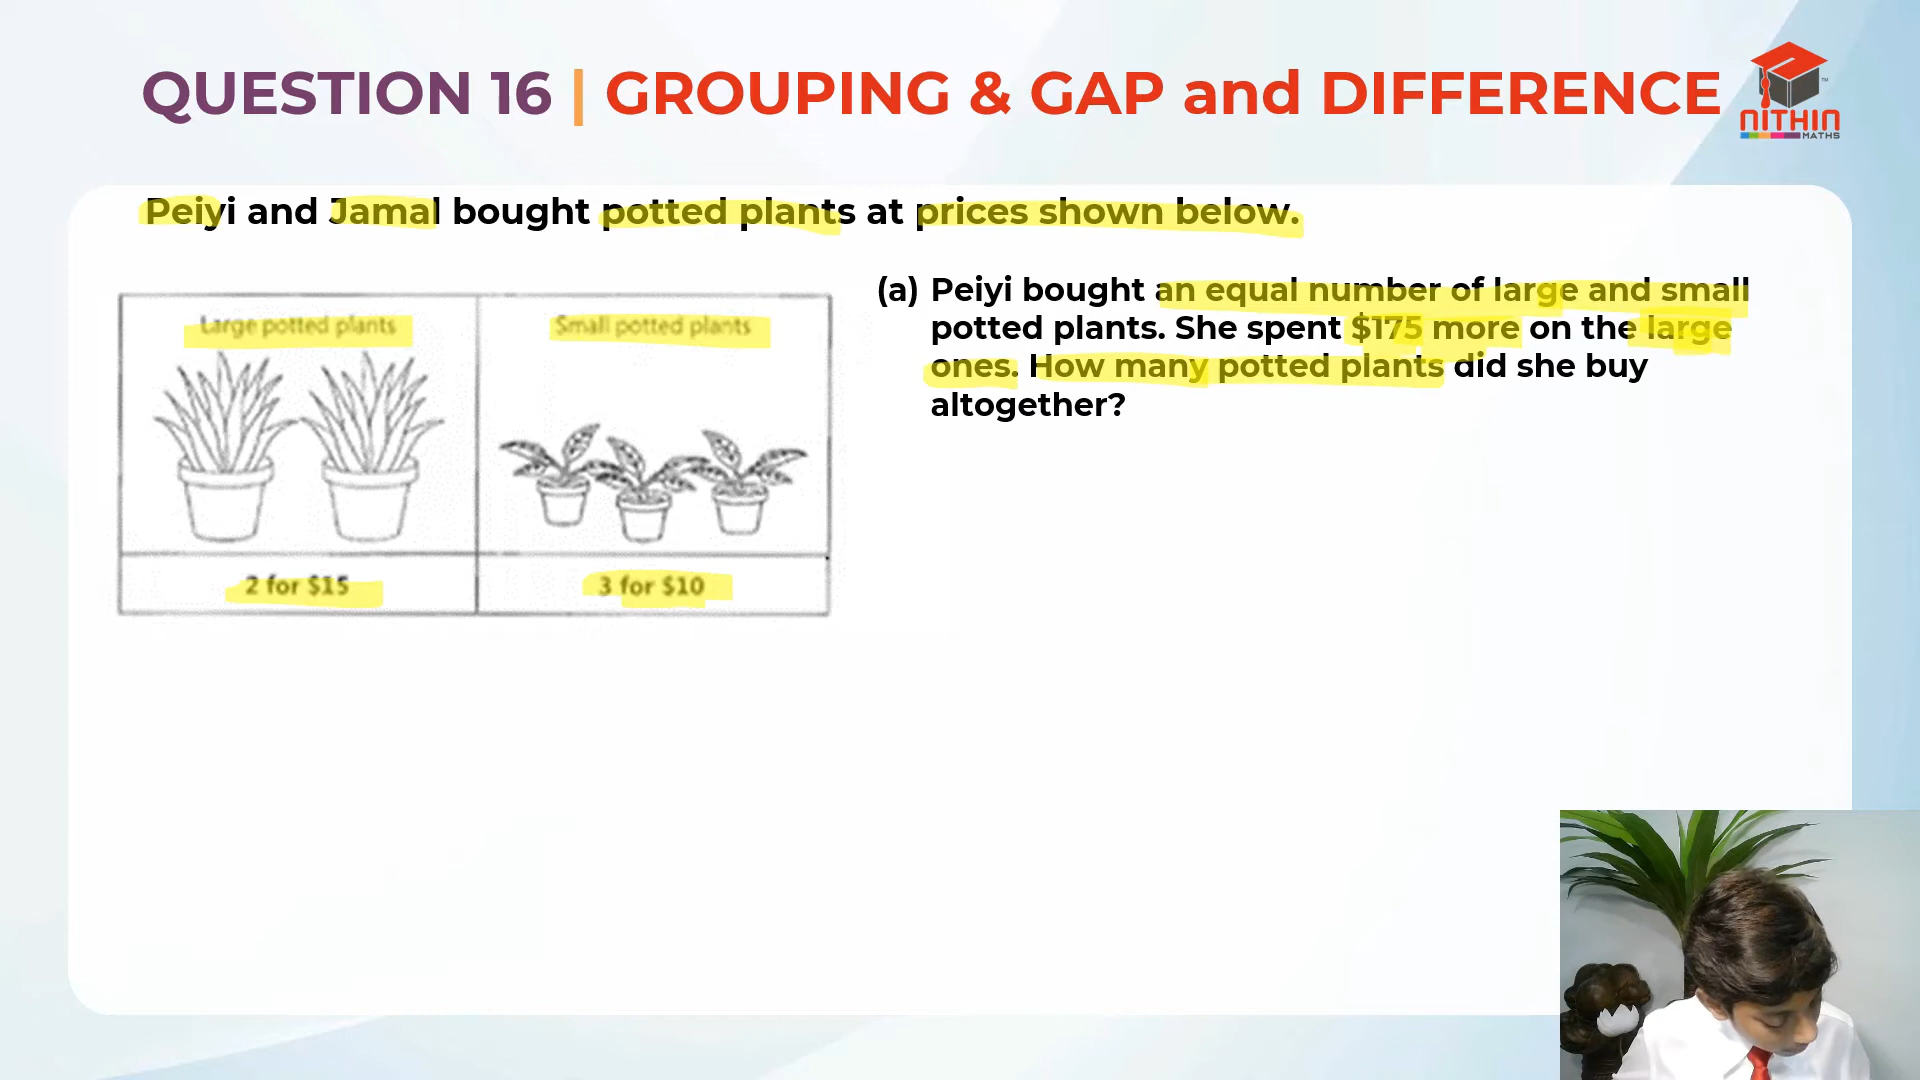 QUESTION 16 | GROUPING & GAP and DIFFERENCE
NITHIN
MATHS
TM
Peiyi and Jamal bought potted plants at prices shown below.
Large potted plants
Small potted plants
2 for $15
3 for $10
(a) Peiyi bought an equal number of large and small
potted plants. She spent $175 more on the large
ones. How many potted plants did she buy
altogether?